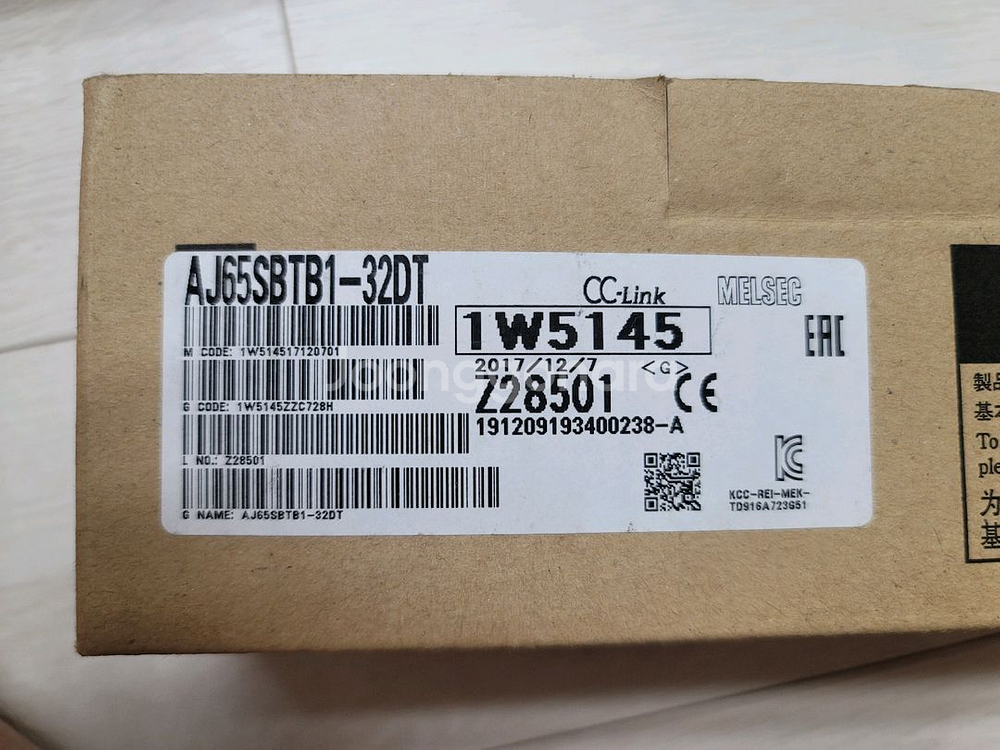 AJ65SBTB1-32DT
CC-Link MELSEC
1W5145
EAC
M CODE: 1W514517120701
2017/12/7 <G>
Z28501 CE
G CODE: 1W5145ZZC728H
191209193400238-A
L NO.: Z28501
KCC-REI-MEK-
TD916A723G51
G NAME: AJ65SBTB1-32DT
製品
基本
To
ple
为
基